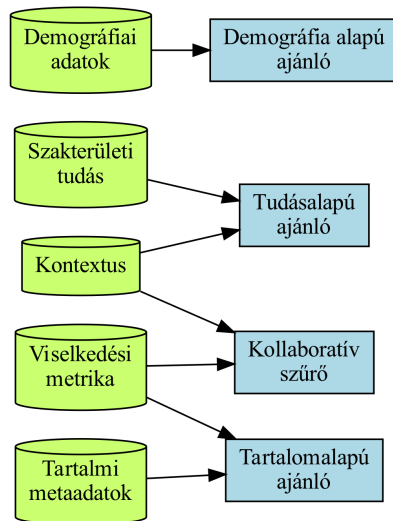 Demográfiai
adatok
Demográfia alapú
ajánló
Szakterületi
tudás
Tudásalapú
ajánló
Kontextus
Viselkedési
metrika
Kollaboratív
szűrő
Tartalmi
metaadatok
Tartalomalapú
ajánló